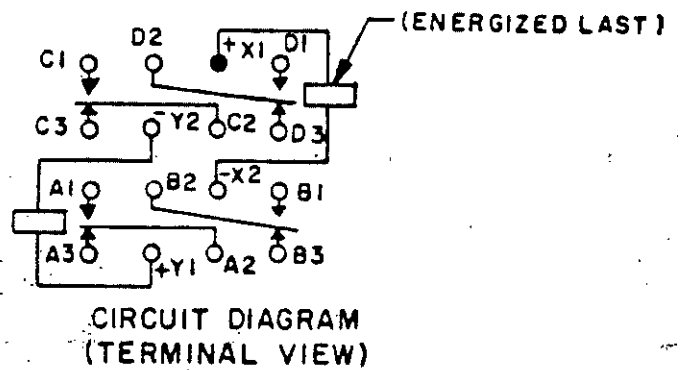 (ENERGIZED LAST)
C1 D2 +X1 D1
C3 -Y2 C2 D3
A1 B2 -X2 B1
A3 +Y1 A2 B3
CIRCUIT DIAGRAM
(TERMINAL VIEW)